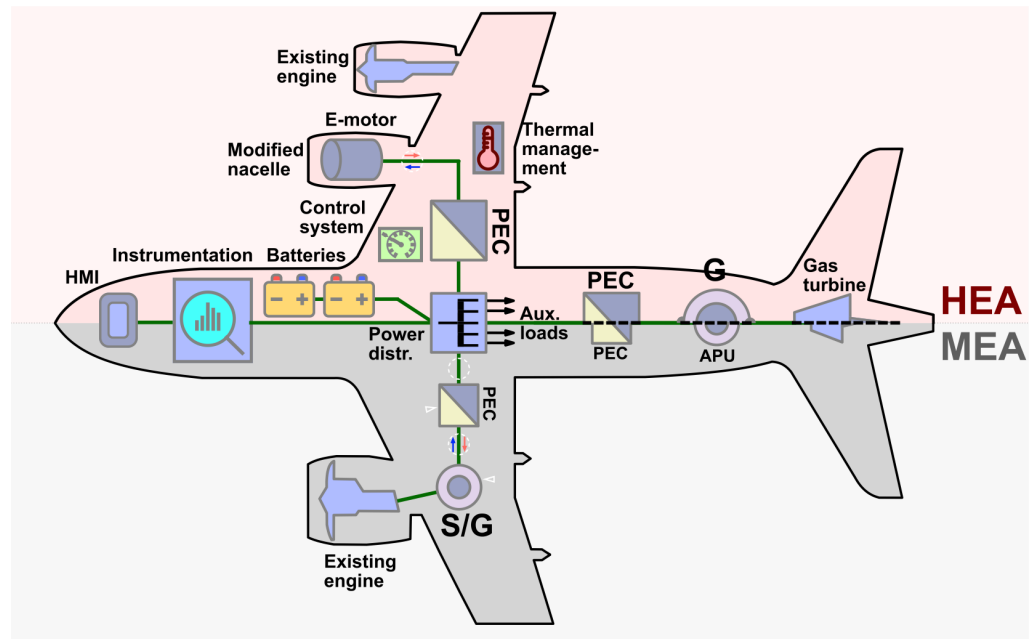 Existing
engine
E-motor
Modified
nacelle
Thermal
manage-
ment
Control
system
PEC
Instrumentation
Batteries
HMI
PEC
G
Gas
turbine
HEA
MEA
Power
distr.
Aux.
loads
PEC
APU
PEC
S/G
Existing
engine